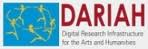 DARIAH
Digital Research Infrastructure
for the Arts and Humanities